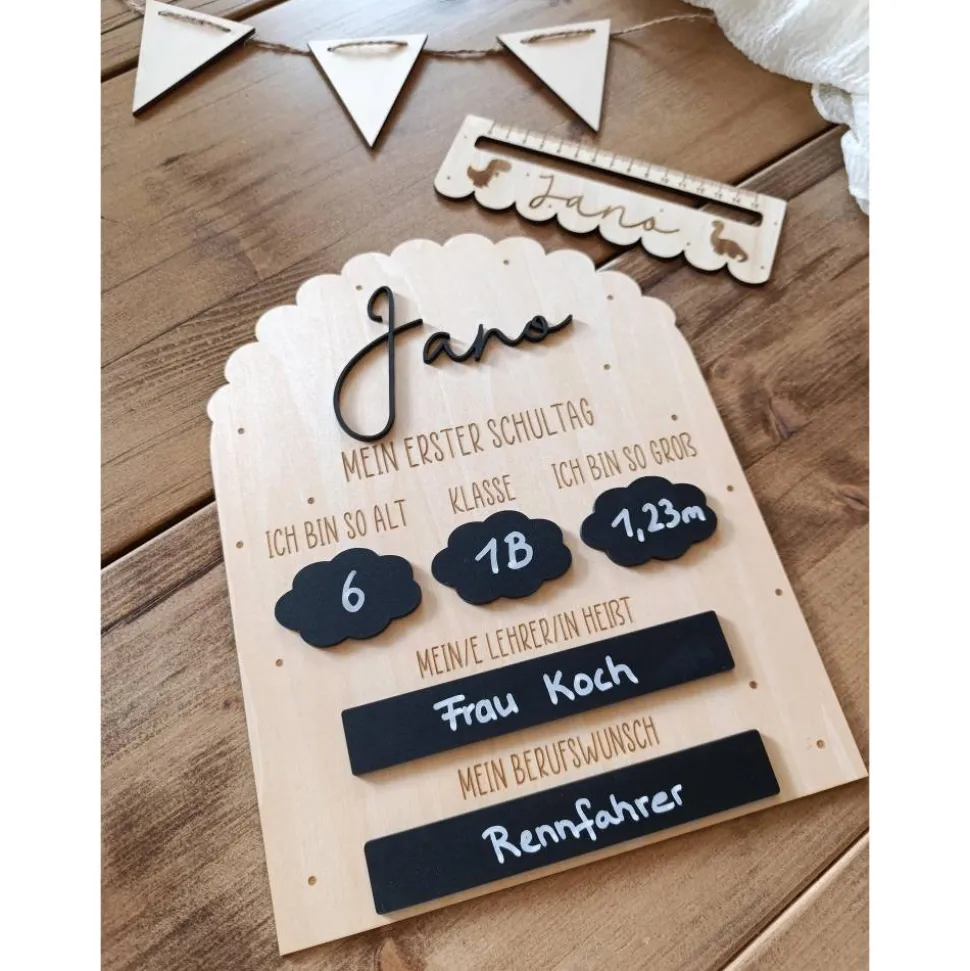 Jano
Jano
MEIN ERSTER SCHULTAG
ICH BIN SO ALT
KLASSE
ICH BIN SO GROẞ
6
1B
1,23m
MEIN/E LEHRER/IN HEIẞT
Frau Koch
MEIN BERUFSWUNSCH
Rennfahrer